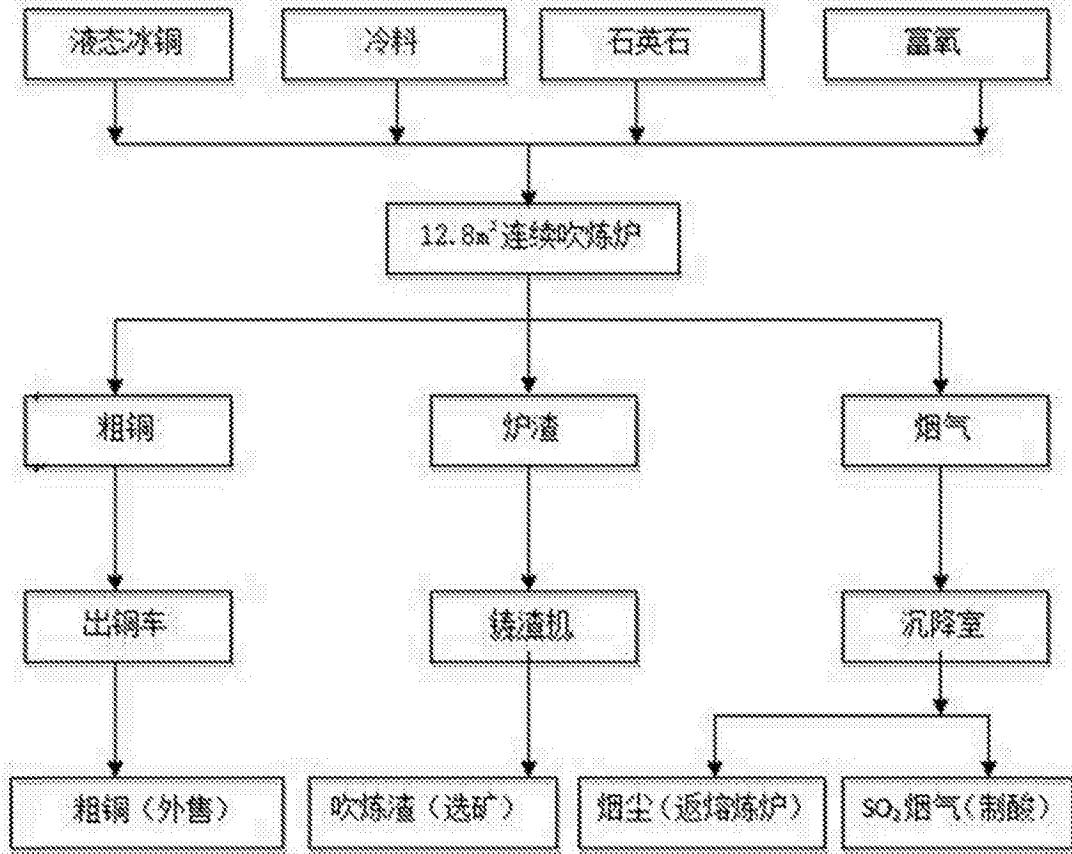 液态冰铜
冷料
石英石
富氧
12.8m²连续吹炼炉
粗铜
炉渣
烟气
出铜车
铸渣机
沉降室
粗铜（外售）
吹炼渣（选矿）
烟尘（返熔炼炉）
SO₂烟气（制酸）